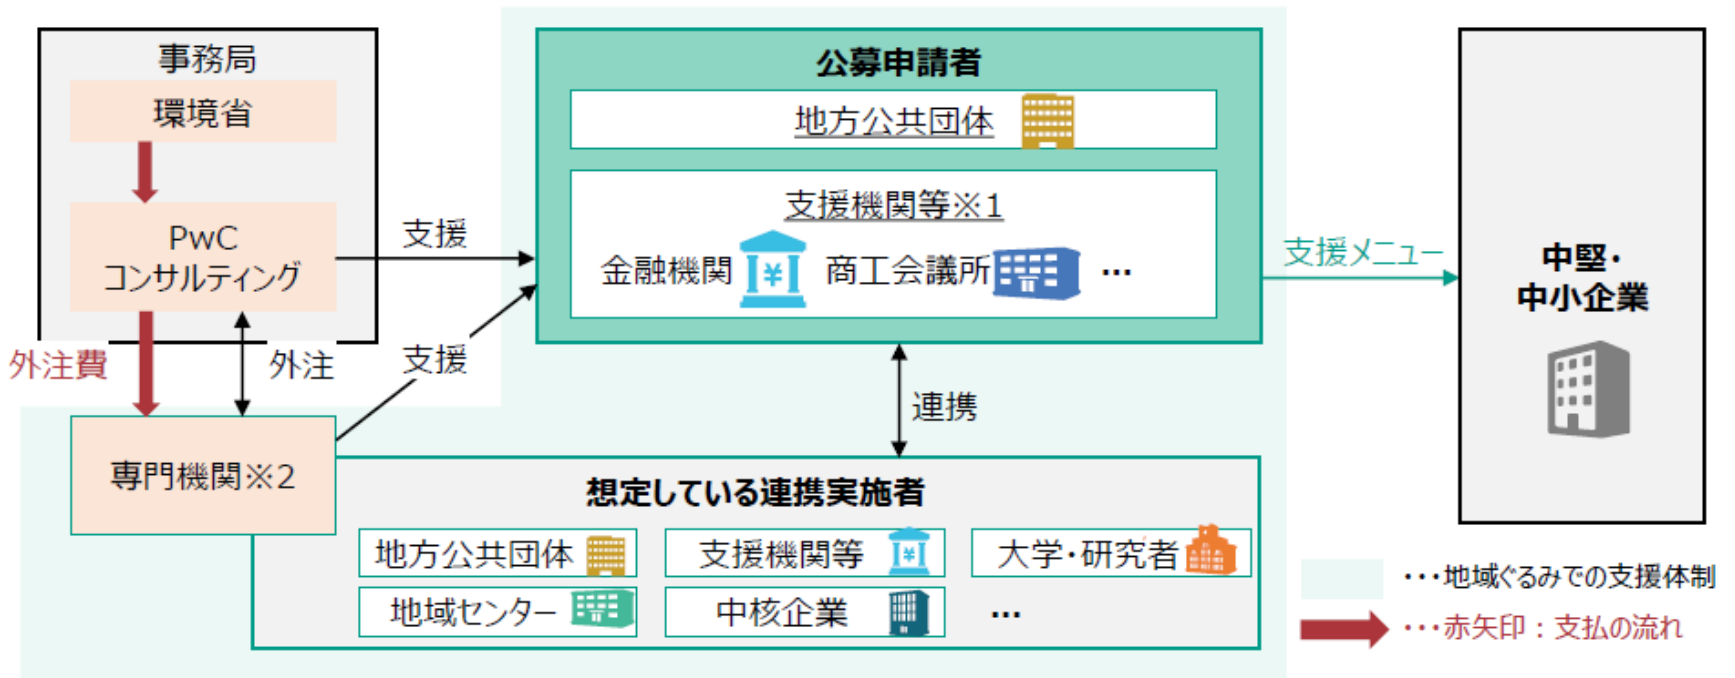 事務局
環境省
PwC
コンサルティング
外注費
外注
専門機関※2
支援
支援
公募申請者
地方公共団体
支援機関等※1
金融機関
¥
商工会議所
…
支援メニュー
中堅・
中小企業
連携
想定している連携実施者
地方公共団体
支援機関等
¥
大学・研究者
地域センター
中核企業
…
･･･地域ぐるみでの支援体制
･･･赤矢印：支払の流れ